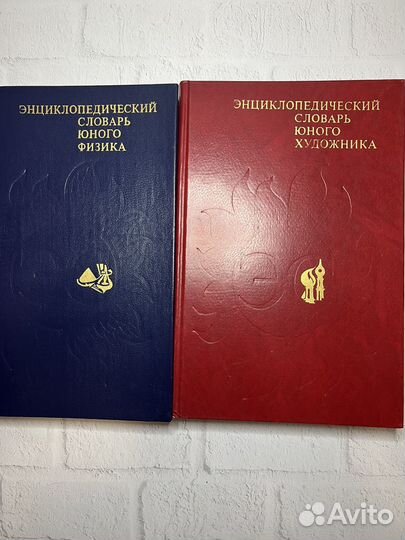 ЭНЦИКЛОПЕДИЧЕСКИЙ
СЛОВАРЬ
ЮНОГО
ФИЗИКА
ЭНЦИКЛОПЕДИЧЕСКИЙ
СЛОВАРЬ
ЮНОГО
ХУДОЖНИКА
Avito